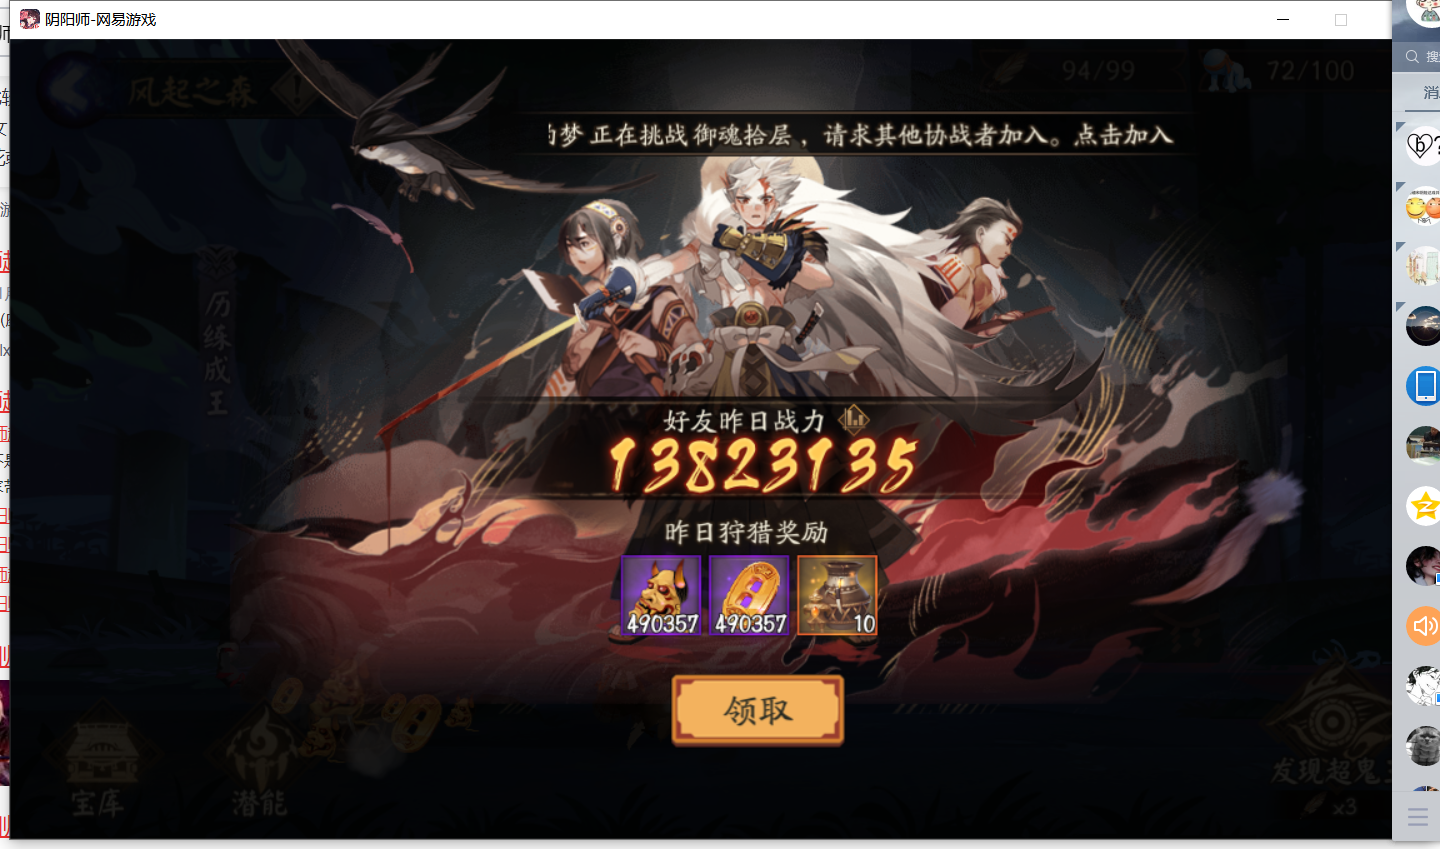 阴阳师-网易游戏
搜
消
风起之森
94/99
72/100
梦 正在挑战 御魂拾层 ，请求其他协战者加入。点击加入
历练成王
好友昨日战力
13823135
昨日狩猎奖励
490357
490357
10
领取
宝库
潜能
发现超鬼王
x3